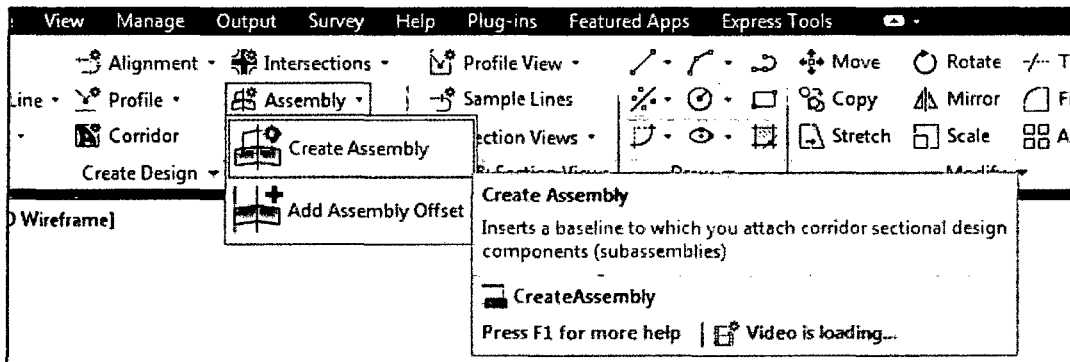 View Manage Output Survey Help Plug-ins Featured Apps Express Tools
Alignment Intersections Profile View Move Rotate T
Line Profile Assembly Sample Lines Copy Mirror Fi
Corridor ection Views Stretch Scale A
Create Design
Create Assembly
Add Assembly Offset
Wireframe]
Create Assembly
Inserts a baseline to which you attach corridor sectional design
components (subassemblies)
CreateAssembly
Press F1 for more help Video is loading...